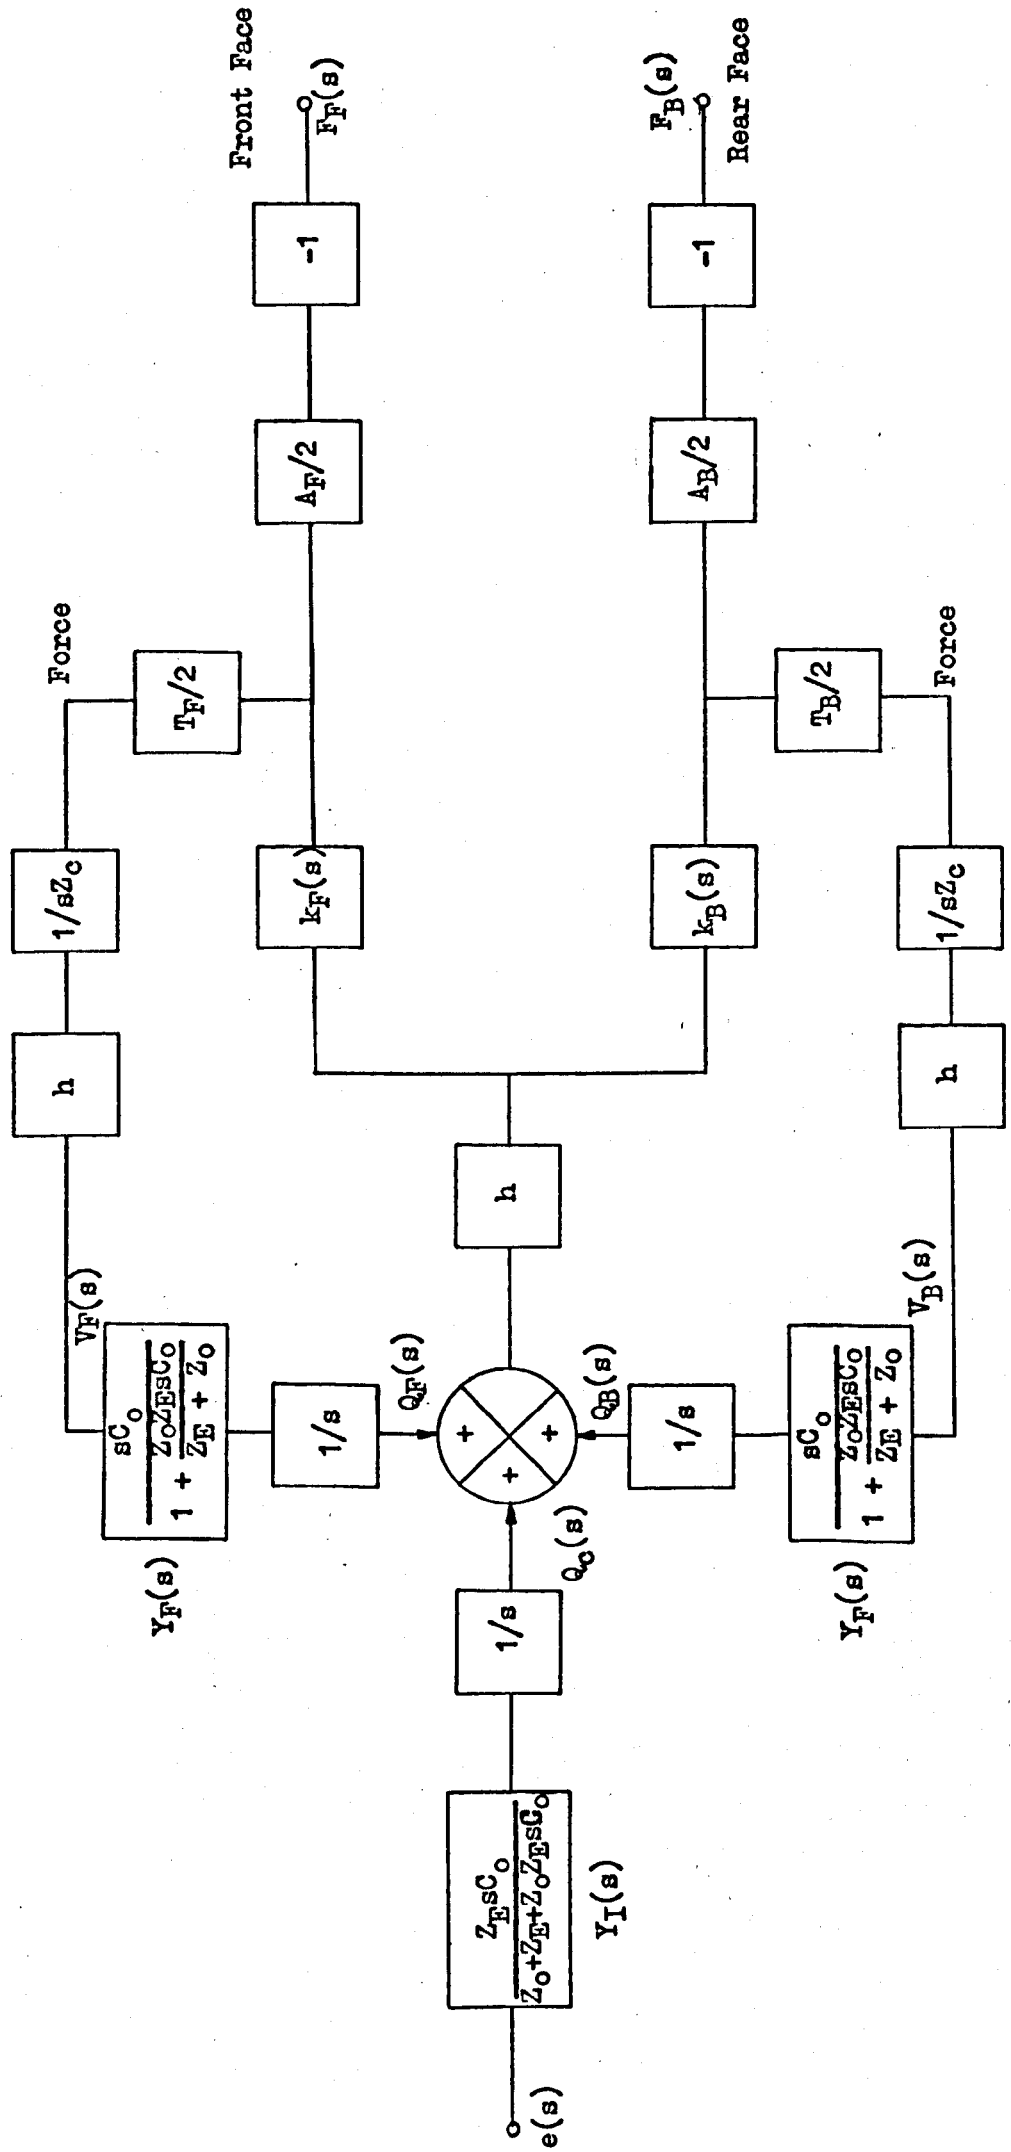 Front Face
F_F(s)
-1
A_F/2
Force
T_F/2
1/sZ_c
k_F(s)
h
V_F(s)
sC_o
Z_oZ_EsC_o
1 + Z_E + Z_o
Y_F(s)
1/s
Q_F(s)
e(s)
Z_EsC_o
Z_o+Z_E+Z_oZ_EsC_o
Y_I(s)
1/s
Q_C(s)
+
+
+
h
Q_B(s)
1/s
sC_o
Z_oZ_EsC_o
1 + Z_E + Z_o
Y_F(s)
V_B(s)
h
1/sZ_c
k_B(s)
T_B/2
Force
A_B/2
-1
F_B(s)
Rear Face